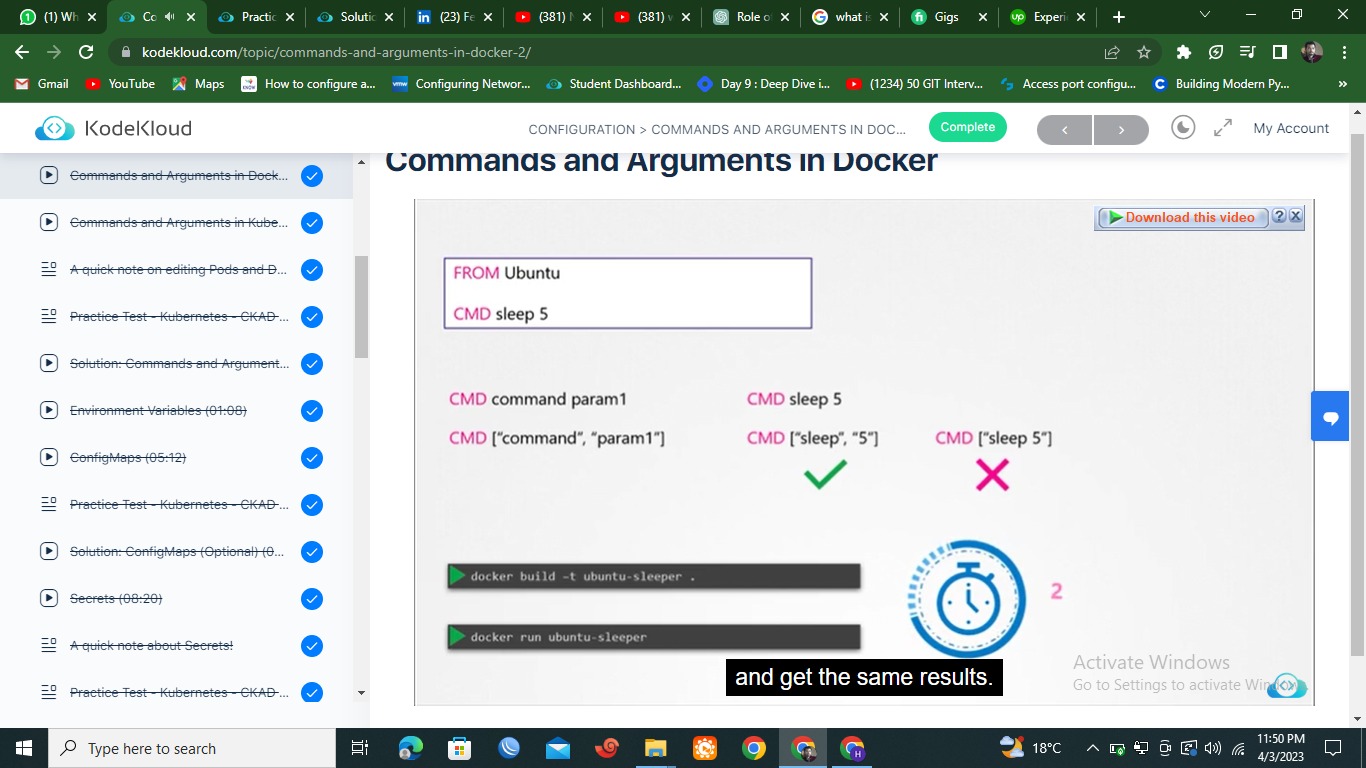 (1) Wh
Co
Practic
Solutic
(23) Fe
(381) N
(381) v
Role o
what is
Gigs
Experi
kodekloud.com/topic/commands-and-arguments-in-docker-2/
Gmail
YouTube
Maps
How to configure a...
Configuring Networ...
Student Dashboard...
Day 9 : Deep Dive i...
(1234) 50 GIT Interv...
Access port configu...
Building Modern Py...
KodeKloud
CONFIGURATION > COMMANDS AND ARGUMENTS IN DOC...
Complete
My Account
Commands and Arguments in Dock...
Commands and Arguments in Kube...
A quick note on editing Pods and D...
Practice Test - Kubernetes - CKAD ...
Solution: Commands and Argument...
Environment Variables (01:08)
ConfigMaps (05:12)
Practice Test - Kubernetes - CKAD ...
Solution: ConfigMaps (Optional) (0...
Secrets (08:20)
A quick note about Secrets!
Practice Test - Kubernetes - CKAD ...
Commands and Arguments in Docker
Download this video
FROM Ubuntu
CMD sleep 5
CMD command param1
CMD sleep 5
CMD ["command", "param1"]
CMD ["sleep", "5"]
CMD ["sleep 5"]
docker build -t ubuntu-sleeper .
2
docker run ubuntu-sleeper
and get the same results.
Activate Windows
Go to Settings to activate Windows.
Type here to search
18°C
11:50 PM
4/3/2023